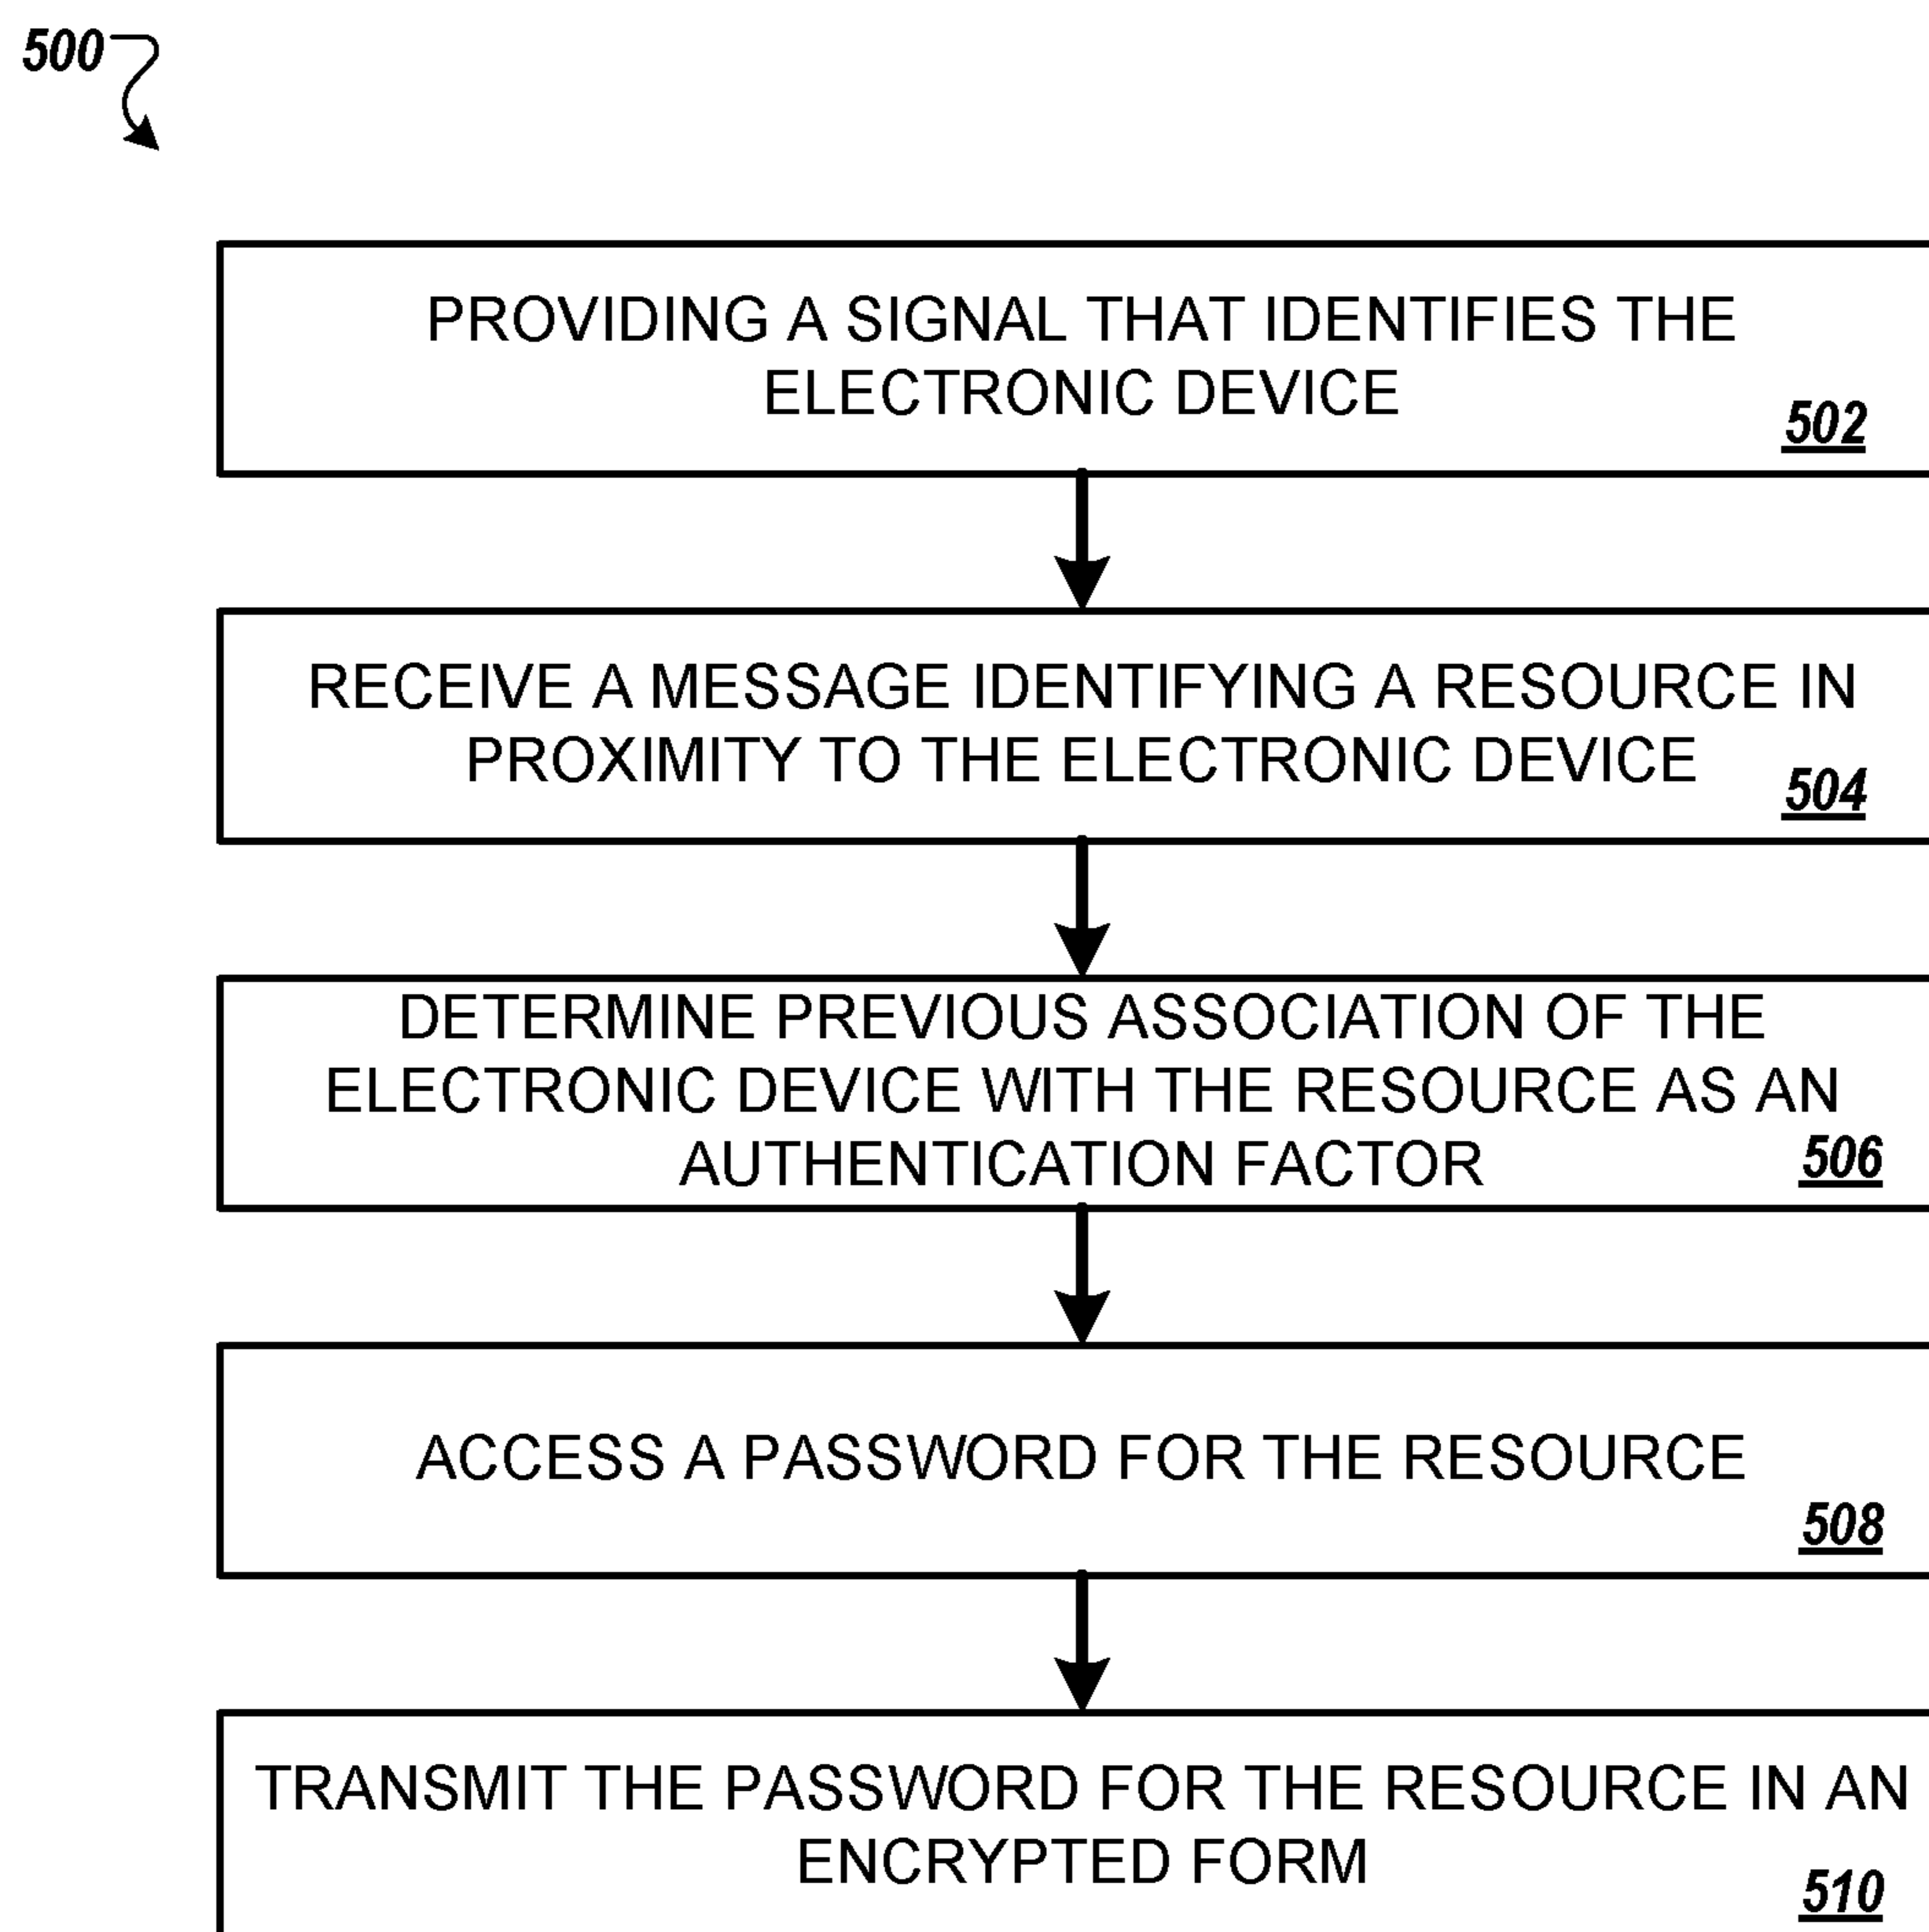 500
PROVIDING A SIGNAL THAT IDENTIFIES THE
ELECTRONIC DEVICE
502
RECEIVE A MESSAGE IDENTIFYING A RESOURCE IN
PROXIMITY TO THE ELECTRONIC DEVICE
504
DETERMINE PREVIOUS ASSOCIATION OF THE
ELECTRONIC DEVICE WITH THE RESOURCE AS AN
AUTHENTICATION FACTOR
506
ACCESS A PASSWORD FOR THE RESOURCE
508
TRANSMIT THE PASSWORD FOR THE RESOURCE IN AN
ENCRYPTED FORM
510